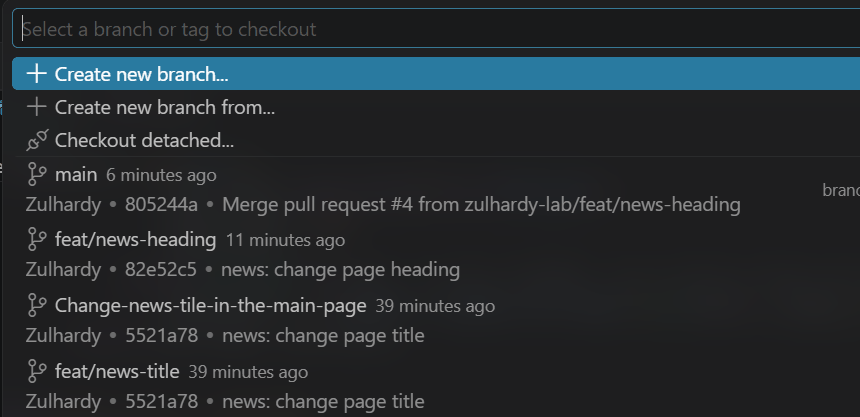 Select a branch or tag to checkout
Create new branch...
Create new branch from...
Checkout detached...
main 6 minutes ago
Zulhardy • 805244a • Merge pull request #4 from zulhardy-lab/feat/news-heading
feat/news-heading 11 minutes ago
Zulhardy • 82e52c5 • news: change page heading
Change-news-tile-in-the-main-page 39 minutes ago
Zulhardy • 5521a78 • news: change page title
feat/news-title 39 minutes ago
Zulhardy • 5521a78 • news: change page title